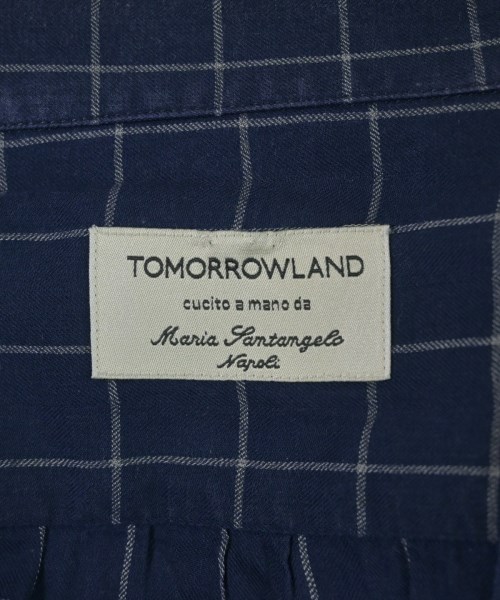 TOMORROWLAND
cucito a mano da
Maria Santangelo
Napoli